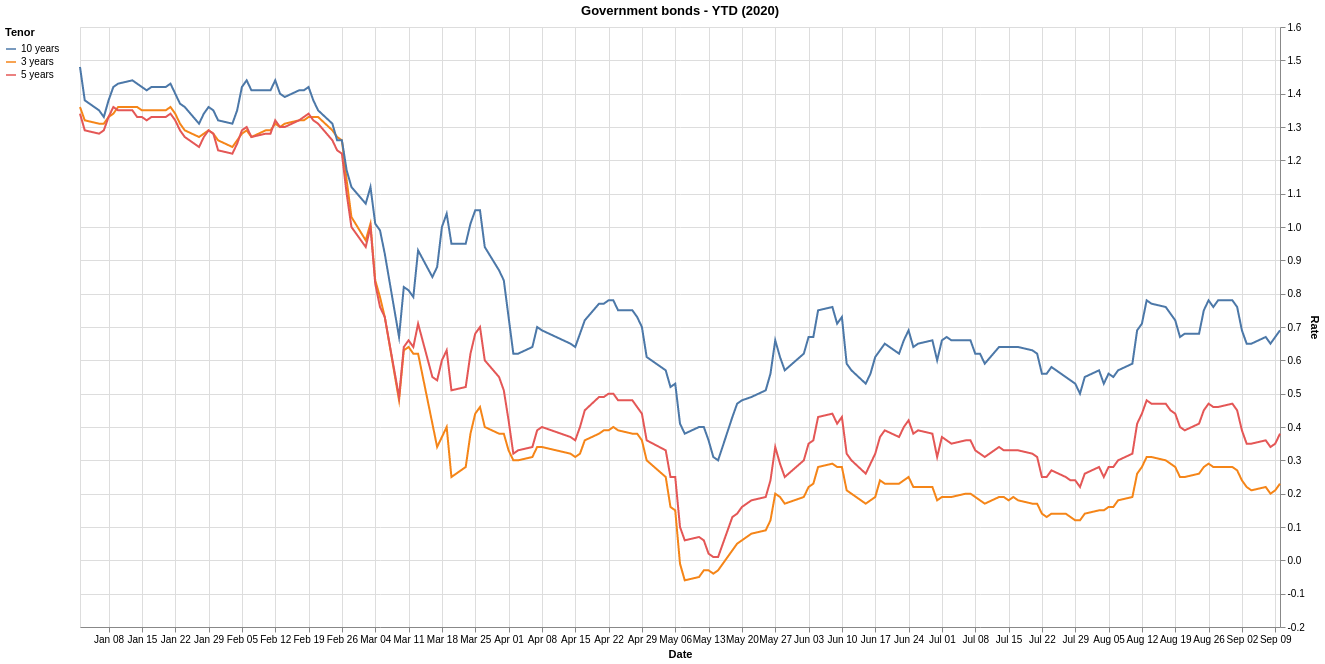 Government bonds - YTD (2020)
Tenor
10 years
3 years
5 years
1.6
1.5
1.4
1.3
1.2
1.1
1.0
0.9
0.8
0.7
0.6
0.5
0.4
0.3
0.2
0.1
0.0
-0.1
-0.2
Rate
Jan 08 Jan 15 Jan 22 Jan 29 Feb 05 Feb 12 Feb 19 Feb 26 Mar 04 Mar 11 Mar 18 Mar 25 Apr 01 Apr 08 Apr 15 Apr 22 Apr 29 May 06 May 13 May 20 May 27 Jun 03 Jun 10 Jun 17 Jun 24 Jul 01 Jul 08 Jul 15 Jul 22 Jul 29 Aug 05 Aug 12 Aug 19 Aug 26 Sep 02 Sep 09
Date